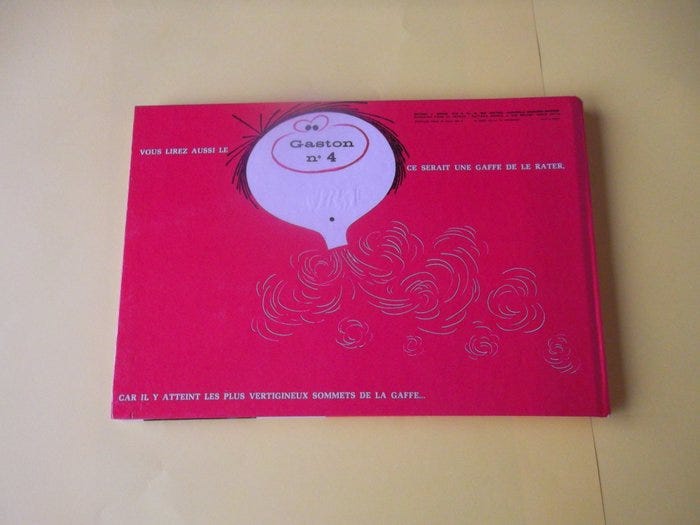 VOUS LIREZ AUSSI LE
Gaston
n° 4
CE SERAIT UNE GAFFE DE LE RATER,
CAR IL Y ATTEINT LES PLUS VERTIGINEUX SOMMETS DE LA GAFFE...